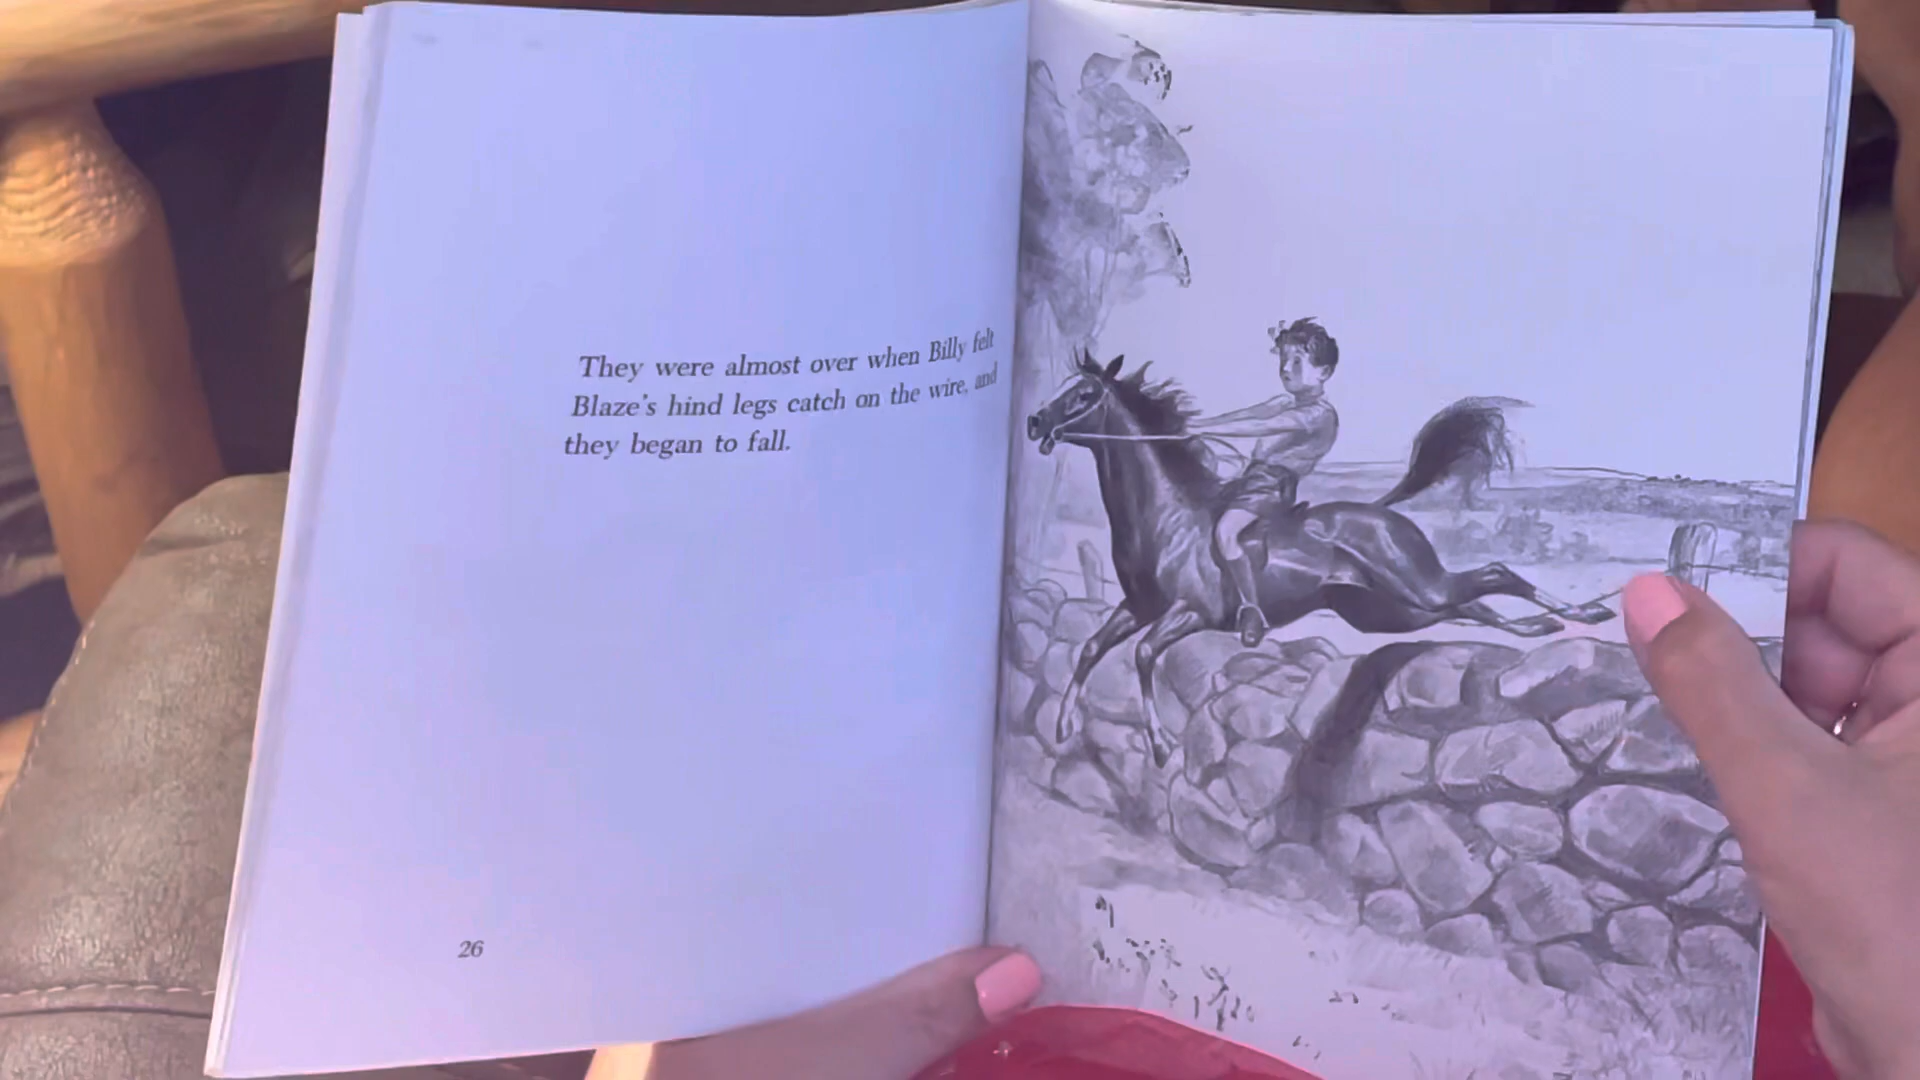 They were almost over when Billy felt
Blaze's hind legs catch on the wire, and
they began to fall.
26